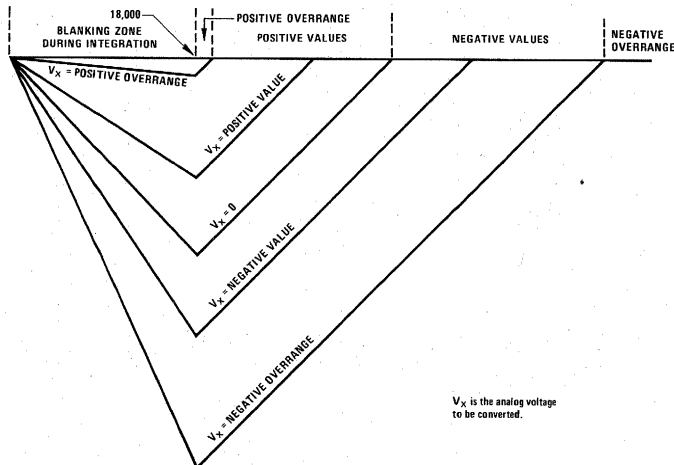 18,000
POSITIVE OVERRANGE
BLANKING ZONE
DURING INTEGRATION
POSITIVE VALUES
NEGATIVE VALUES
NEGATIVE
OVERRANGE
VX = POSITIVE OVERRANGE
VX = POSITIVE VALUE
VX = 0
VX = NEGATIVE VALUE
VX = NEGATIVE OVERRANGE
VX is the analog voltage
to be converted.